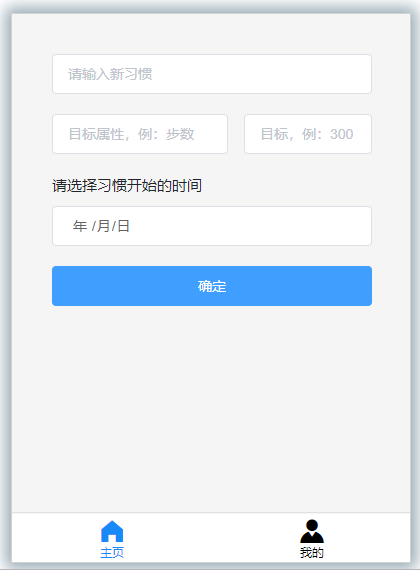 请输入新习惯
目标属性，例：步数 目标，例：300
请选择习惯开始的时间
年 /月/日
确定
主页 我的